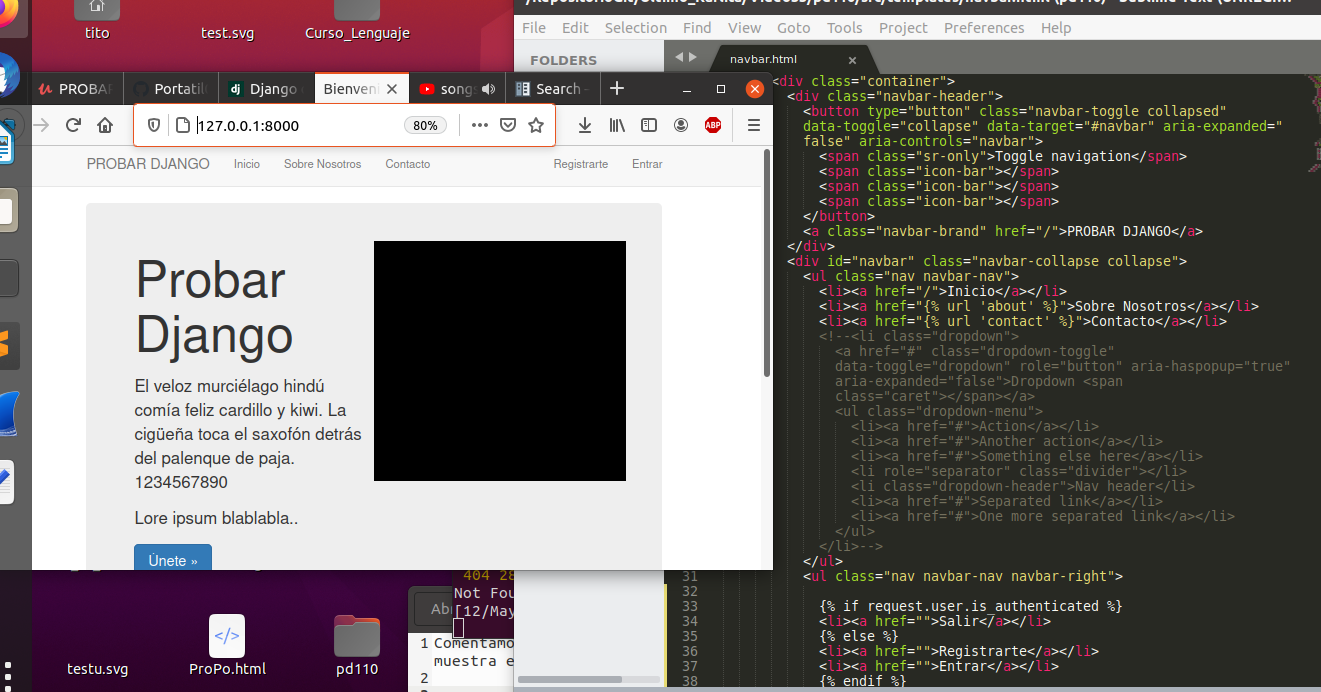 tito
test.svg
Curso_Lenguaje
File Edit Selection Find View Goto Tools Project Preferences Help
FOLDERS
navbar.html
PROBAR
Portatil
Django
Bienven
song
Search
127.0.0.1:8000
80%
ABP
PROBAR DJANGO Inicio Sobre Nosotros Contacto Registrarte Entrar
Probar
Django
El veloz murciélago hindú
comía feliz cardillo y kiwi. La
cigüeña toca el saxofón detrás
del palenque de paja.
1234567890
Lore ipsum blablabla..
Únete »
<div class="container">
<div class="navbar-header">
<button type="button" class="navbar-toggle collapsed"
data-toggle="collapse" data-target="#navbar" aria-expanded="
false" aria-controls="navbar">
<span class="sr-only">Toggle navigation</span>
<span class="icon-bar"></span>
<span class="icon-bar"></span>
<span class="icon-bar"></span>
</button>
<a class="navbar-brand" href="/">PROBAR DJANGO</a>
</div>
<div id="navbar" class="navbar-collapse collapse">
<ul class="nav navbar-nav">
<li><a href="/">Inicio</a></li>
<li><a href="{% url 'about' %}">Sobre Nosotros</a></li>
<li><a href="{% url 'contact' %}">Contacto</a></li>
<!--<li class="dropdown">
<a href="#" class="dropdown-toggle"
data-toggle="dropdown" role="button" aria-haspopup="true"
aria-expanded="false">Dropdown <span
class="caret"></span></a>
<ul class="dropdown-menu">
<li><a href="#">Action</a></li>
<li><a href="#">Another action</a></li>
<li><a href="#">Something else here</a></li>
<li role="separator" class="divider"></li>
<li class="dropdown-header">Nav header</li>
<li><a href="#">Separated link</a></li>
<li><a href="#">One more separated link</a></li>
</ul>
</li>-->
</ul>
31 <ul class="nav navbar-nav navbar-right">
32
33 {% if request.user.is_authenticated %}
34 <li><a href="">Salir</a></li>
35 {% else %}
36 <li><a href="">Registrarte</a></li>
37 <li><a href="">Entrar</a></li>
38 {% endif %}
404 28
Not Fou
[12/May
Ab
1 Comentamo
muestra e
2
testu.svg
ProPo.html
pd110